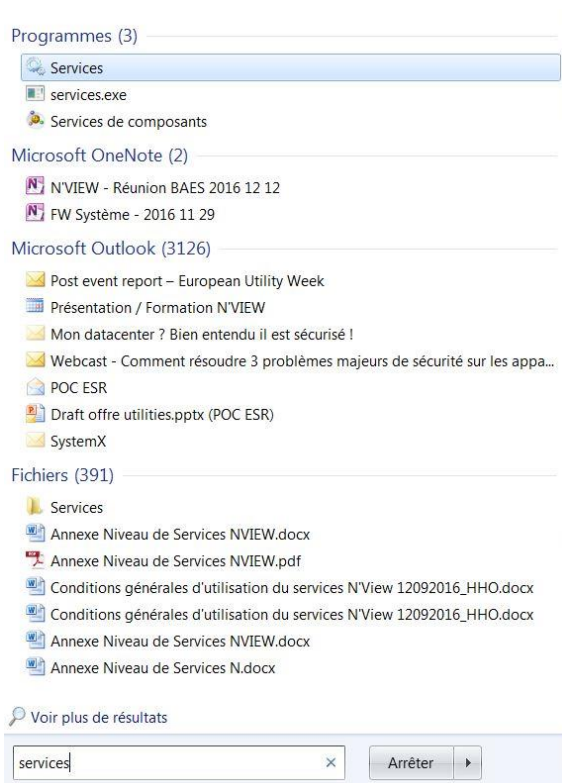 Programmes (3)
Services
services.exe
Services de composants
Microsoft OneNote (2)
N'VIEW - Réunion BAES 2016 12 12
FW Système - 2016 11 29
Microsoft Outlook (3126)
Post event report – European Utility Week
Présentation / Formation N'VIEW
Mon datacenter ? Bien entendu il est sécurisé !
Webcast - Comment résoudre 3 problèmes majeurs de sécurité sur les appa...
POC ESR
Draft offre utilities.pptx (POC ESR)
SystemX
Fichiers (391)
Services
Annexe Niveau de Services NVIEW.docx
Annexe Niveau de Services NVIEW.pdf
Conditions générales d'utilisation du services N'View 12092016_HHO.docx
Conditions générales d'utilisation du services N'View 12092016_HHO.docx
Annexe Niveau de Services NVIEW.docx
Annexe Niveau de Services N.docx
Voir plus de résultats
services
Arrêter